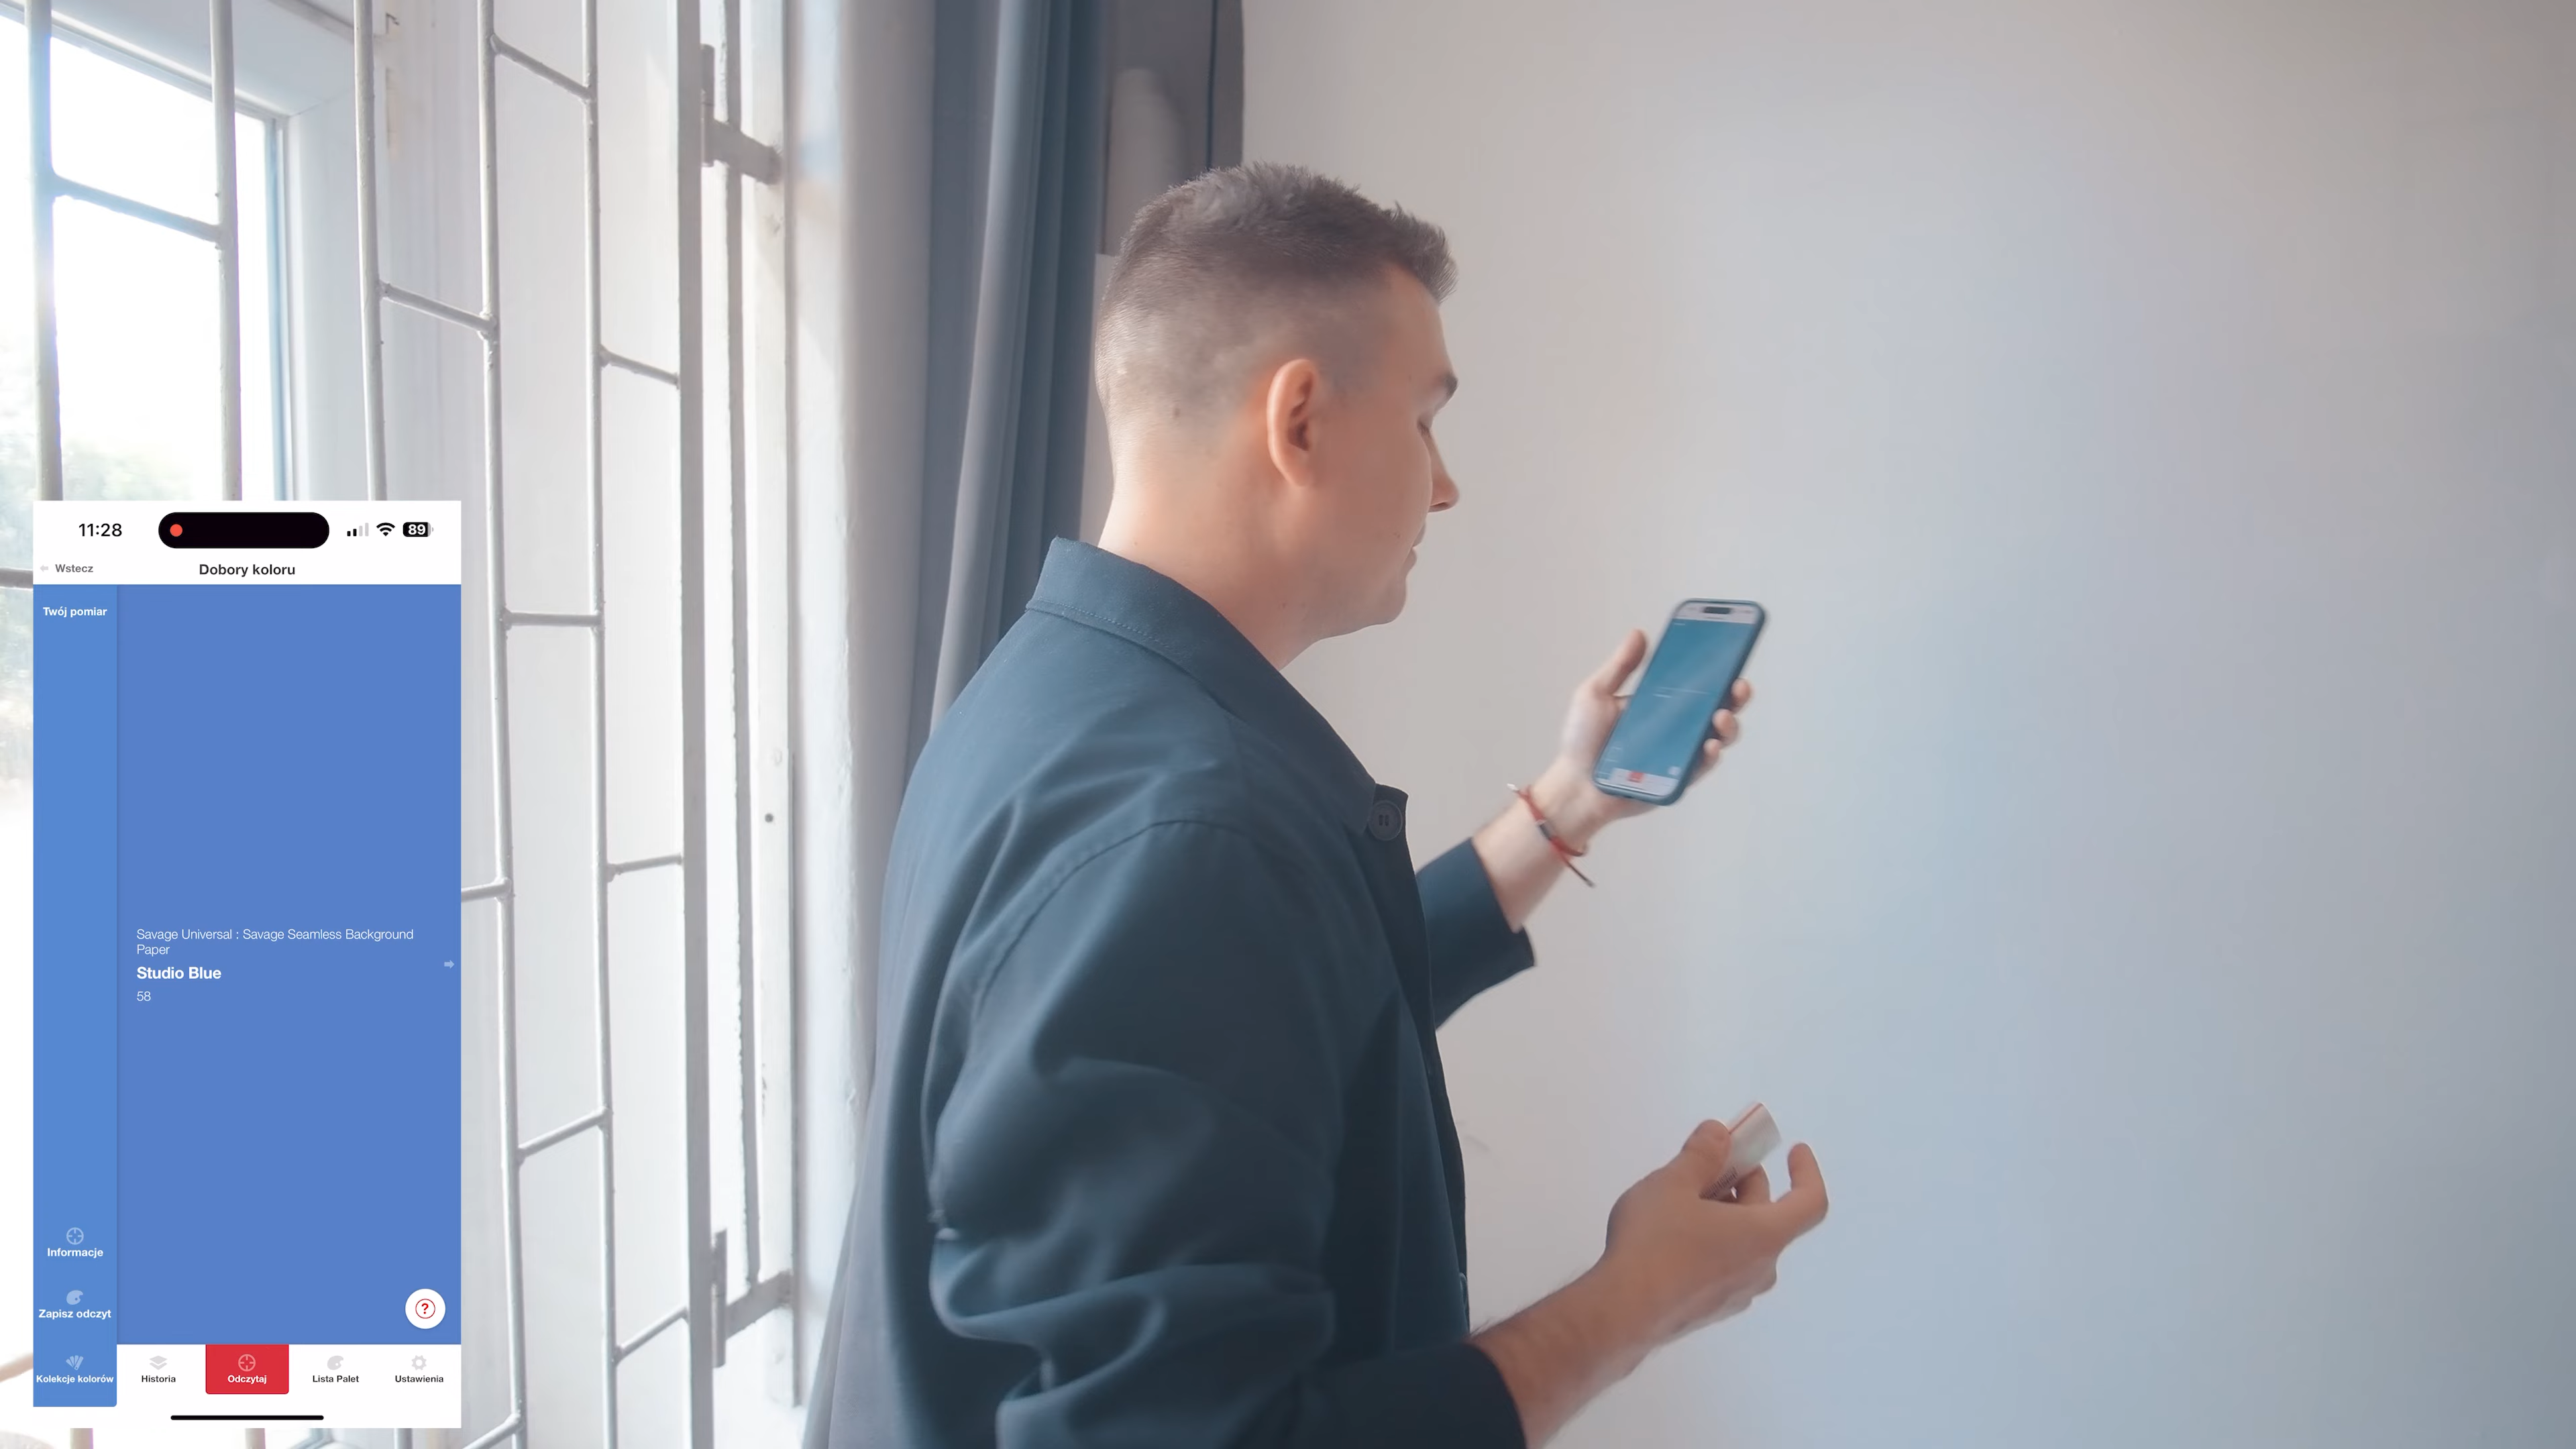 11:28
89
Wstecz
Dobory koloru
Twój pomiar
Savage Universal : Savage Seamless Background
Paper
Studio Blue
58
Informacje
Zapisz odczyt
?
Kolekcje kolorów
Historia
Odczytaj
Lista Palet
Ustawienia